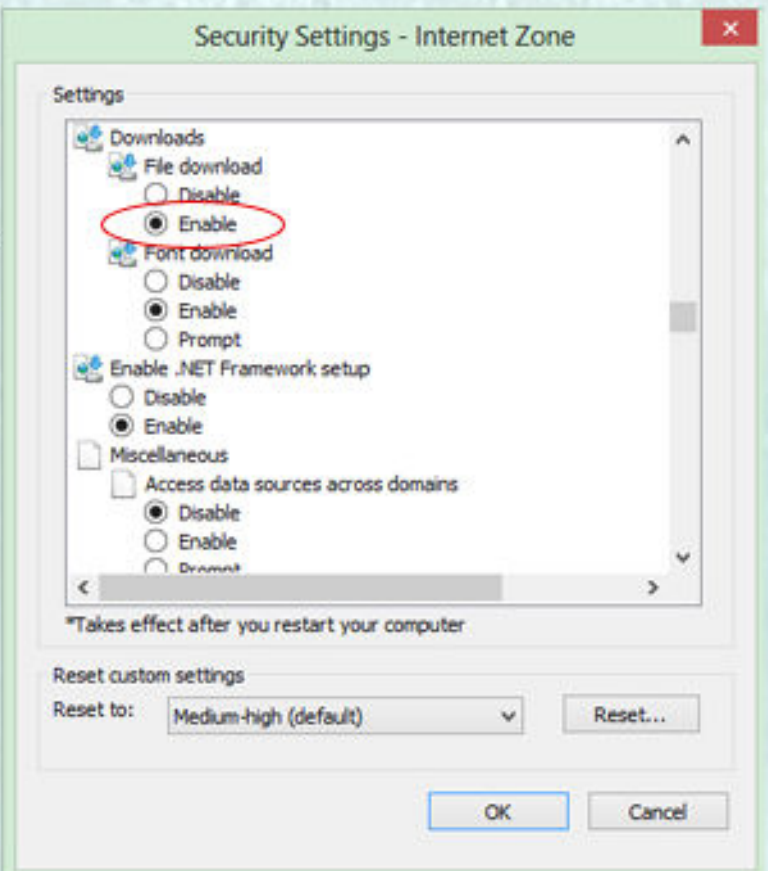 Security Settings - Internet Zone
Settings
Downloads
File download
Disable
Enable
Font download
Disable
Enable
Prompt
Enable .NET Framework setup
Disable
Enable
Miscellaneous
Access data sources across domains
Disable
Enable
Prompt
*Takes effect after you restart your computer
Reset custom settings
Reset to: Medium-high (default) Reset...
OK Cancel